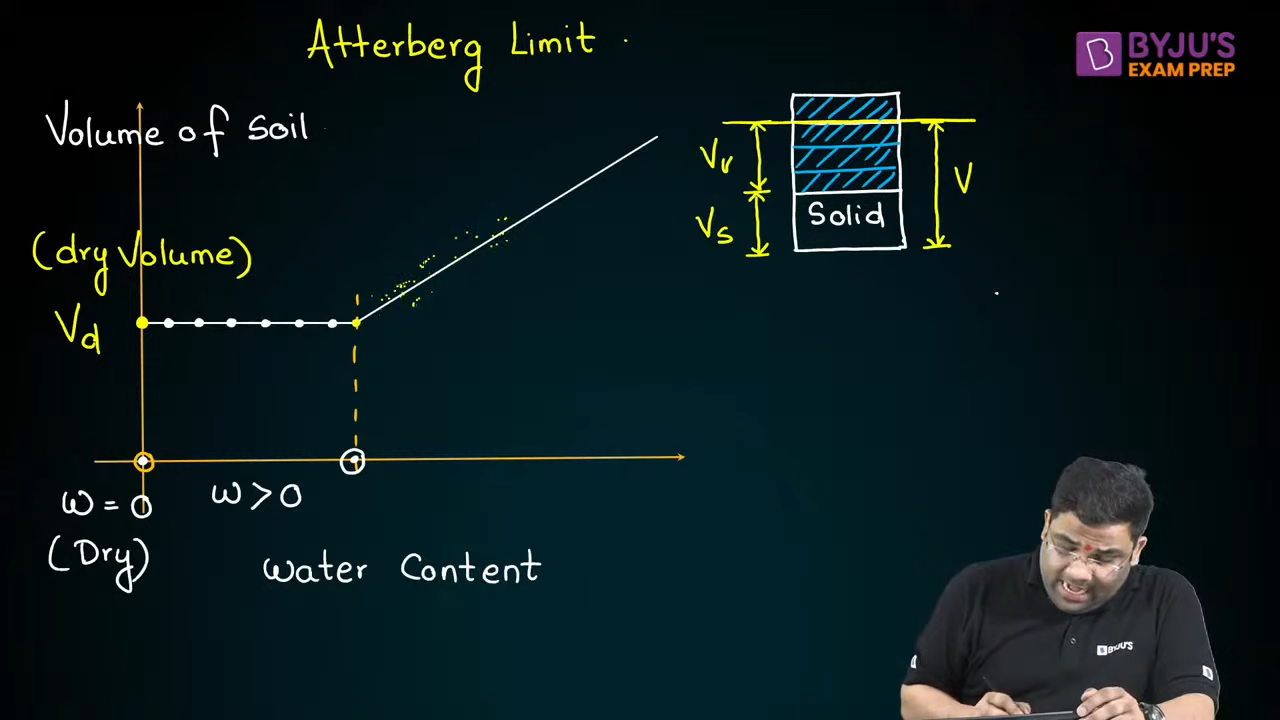 Atterberg Limit
BYJU'S
EXAM PREP
Volume of Soil
(dry Volume)
Vd
w = 0
(Dry)
w > 0
Water Content
Vv
Vs
V
Solid
BYJU'S